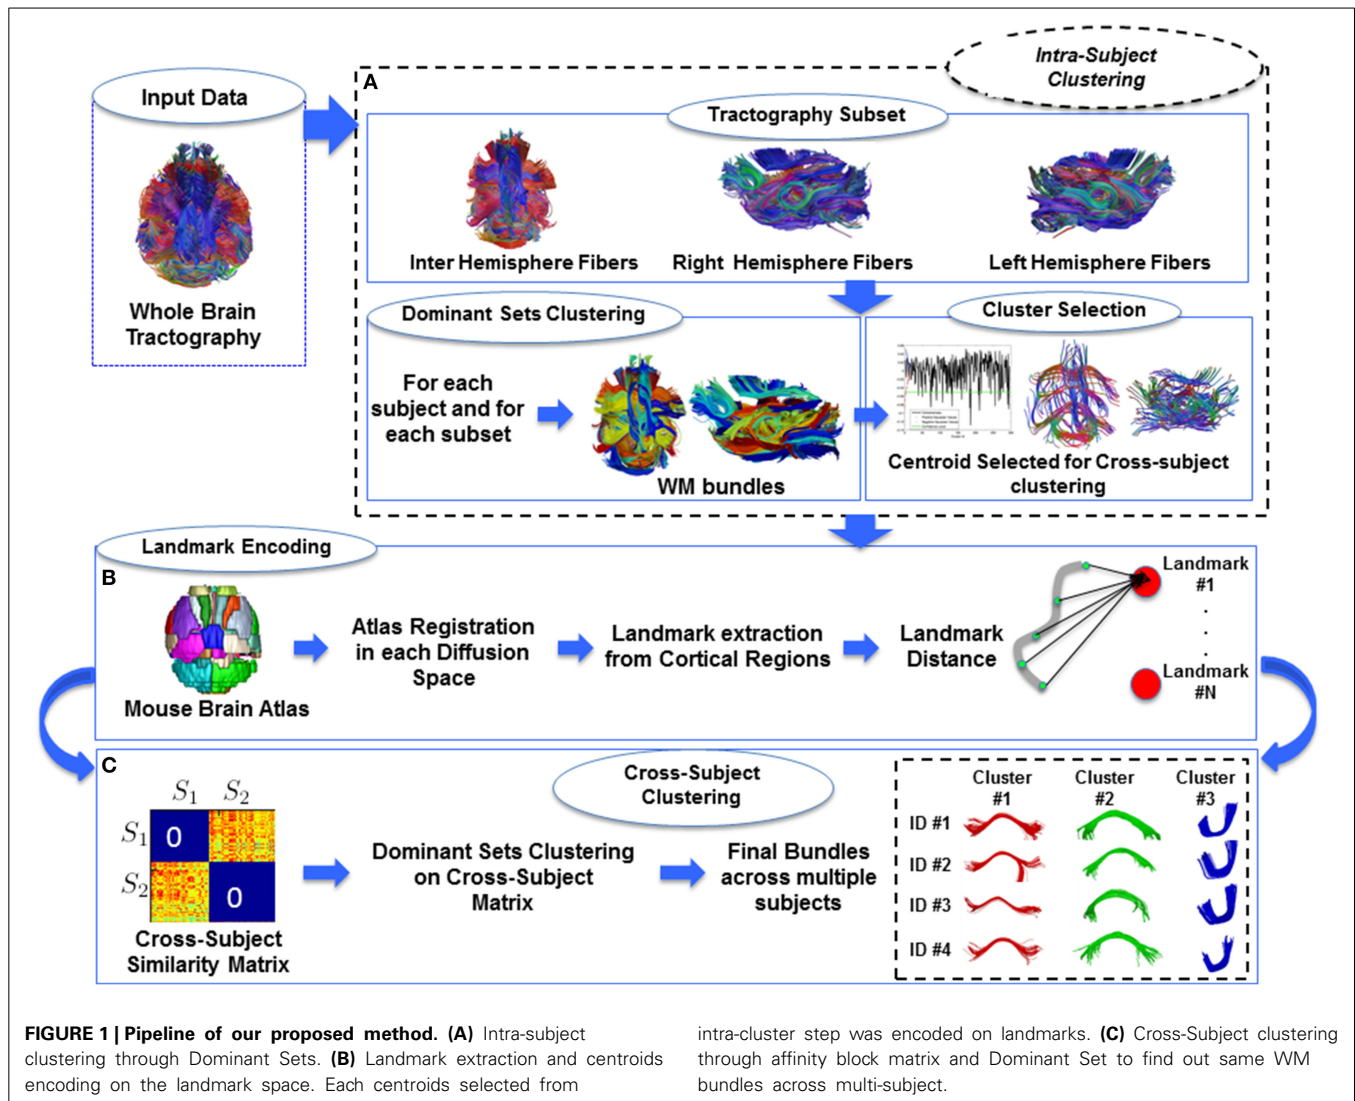 Intra-Subject
Clustering
Input Data
A
Tractography Subset
Inter Hemisphere Fibers
Right Hemisphere Fibers
Left Hemisphere Fibers
Whole Brain
Tractography
Dominant Sets Clustering
Cluster Selection
For each
subject and for
each subset
WM bundles
Centroid Selected for Cross-subject
clustering
Landmark Encoding
B
Mouse Brain Atlas
Atlas Registration
in each Diffusion
Space
Landmark extraction
from Cortical Regions
Landmark
Distance
Landmark
#1
.
.
.
Landmark
#N
C
Cross-Subject
Clustering
S1 S2
S1 0
S2 0
Cross-Subject
Similarity Matrix
Dominant Sets Clustering
on Cross-Subject
Matrix
Final Bundles
across multiple
subjects
Cluster
#1
Cluster
#2
Cluster
#3
ID #1
ID #2
ID #3
ID #4
FIGURE 1 | Pipeline of our proposed method. (A) Intra-subject
clustering through Dominant Sets. (B) Landmark extraction and centroids
encoding on the landmark space. Each centroids selected from
intra-cluster step was encoded on landmarks. (C) Cross-Subject clustering
through affinity block matrix and Dominant Set to find out same WM
bundles across multi-subject.